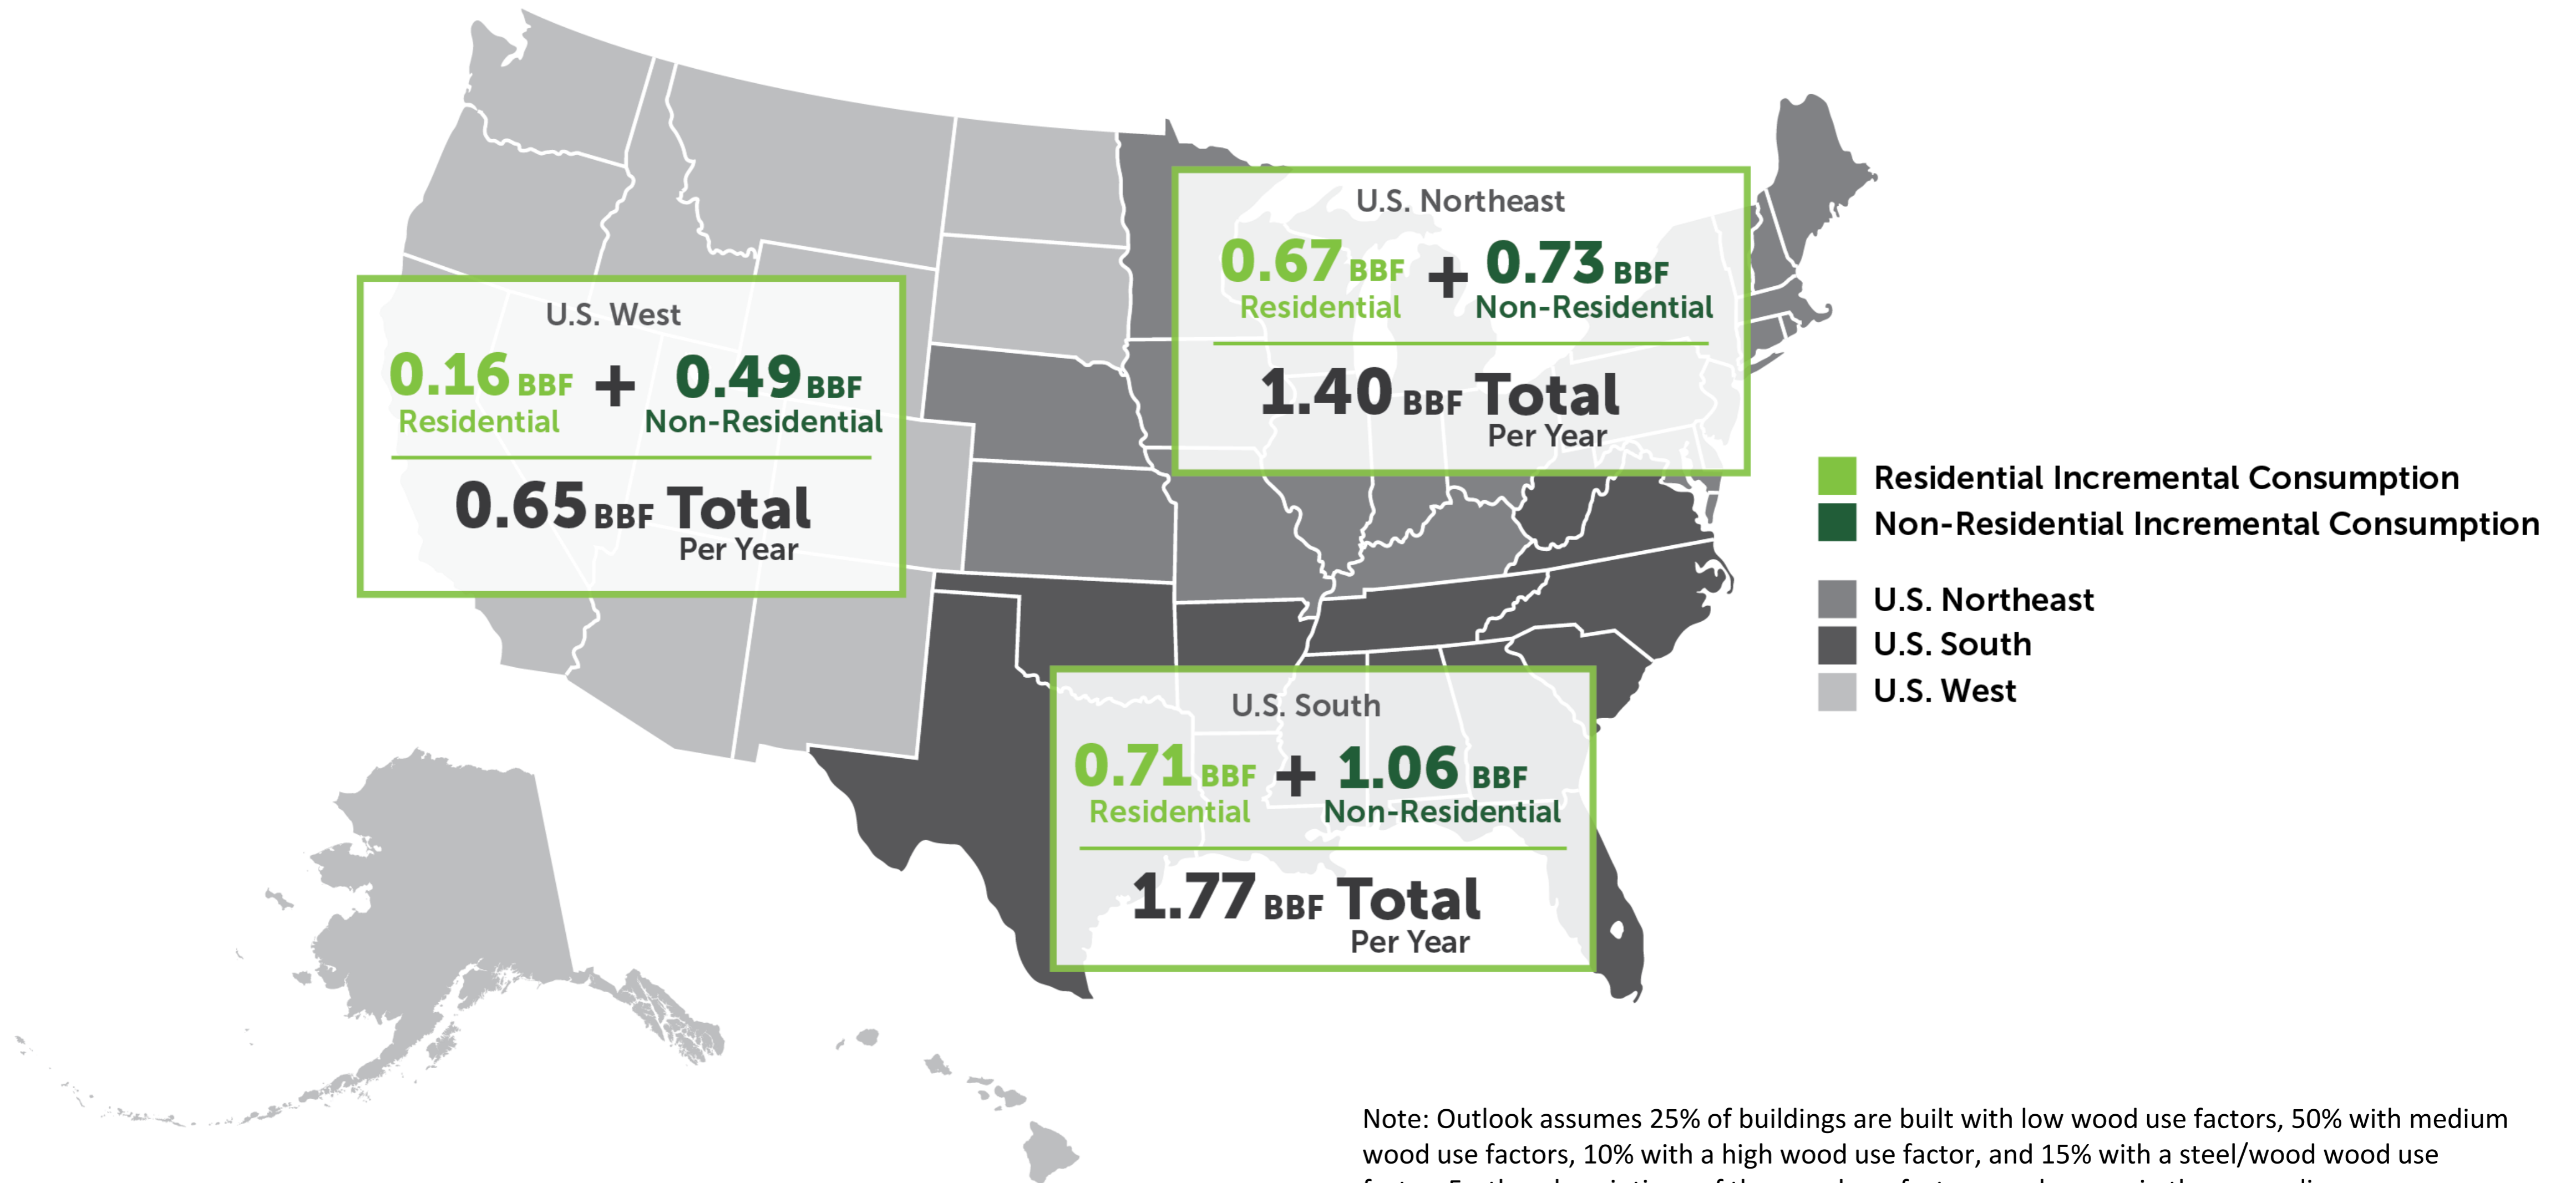 U.S. Northeast
0.67 BBF + 0.73 BBF
Residential Non-Residential
1.40 BBF Total
Per Year
U.S. West
0.16 BBF + 0.49 BBF
Residential Non-Residential
0.65 BBF Total
Per Year
U.S. South
0.71 BBF + 1.06 BBF
Residential Non-Residential
1.77 BBF Total
Per Year
Residential Incremental Consumption
Non-Residential Incremental Consumption
U.S. Northeast
U.S. South
U.S. West
Note: Outlook assumes 25% of buildings are built with low wood use factors, 50% with medium
wood use factors, 10% with a high wood use factor, and 15% with a steel/wood wood use